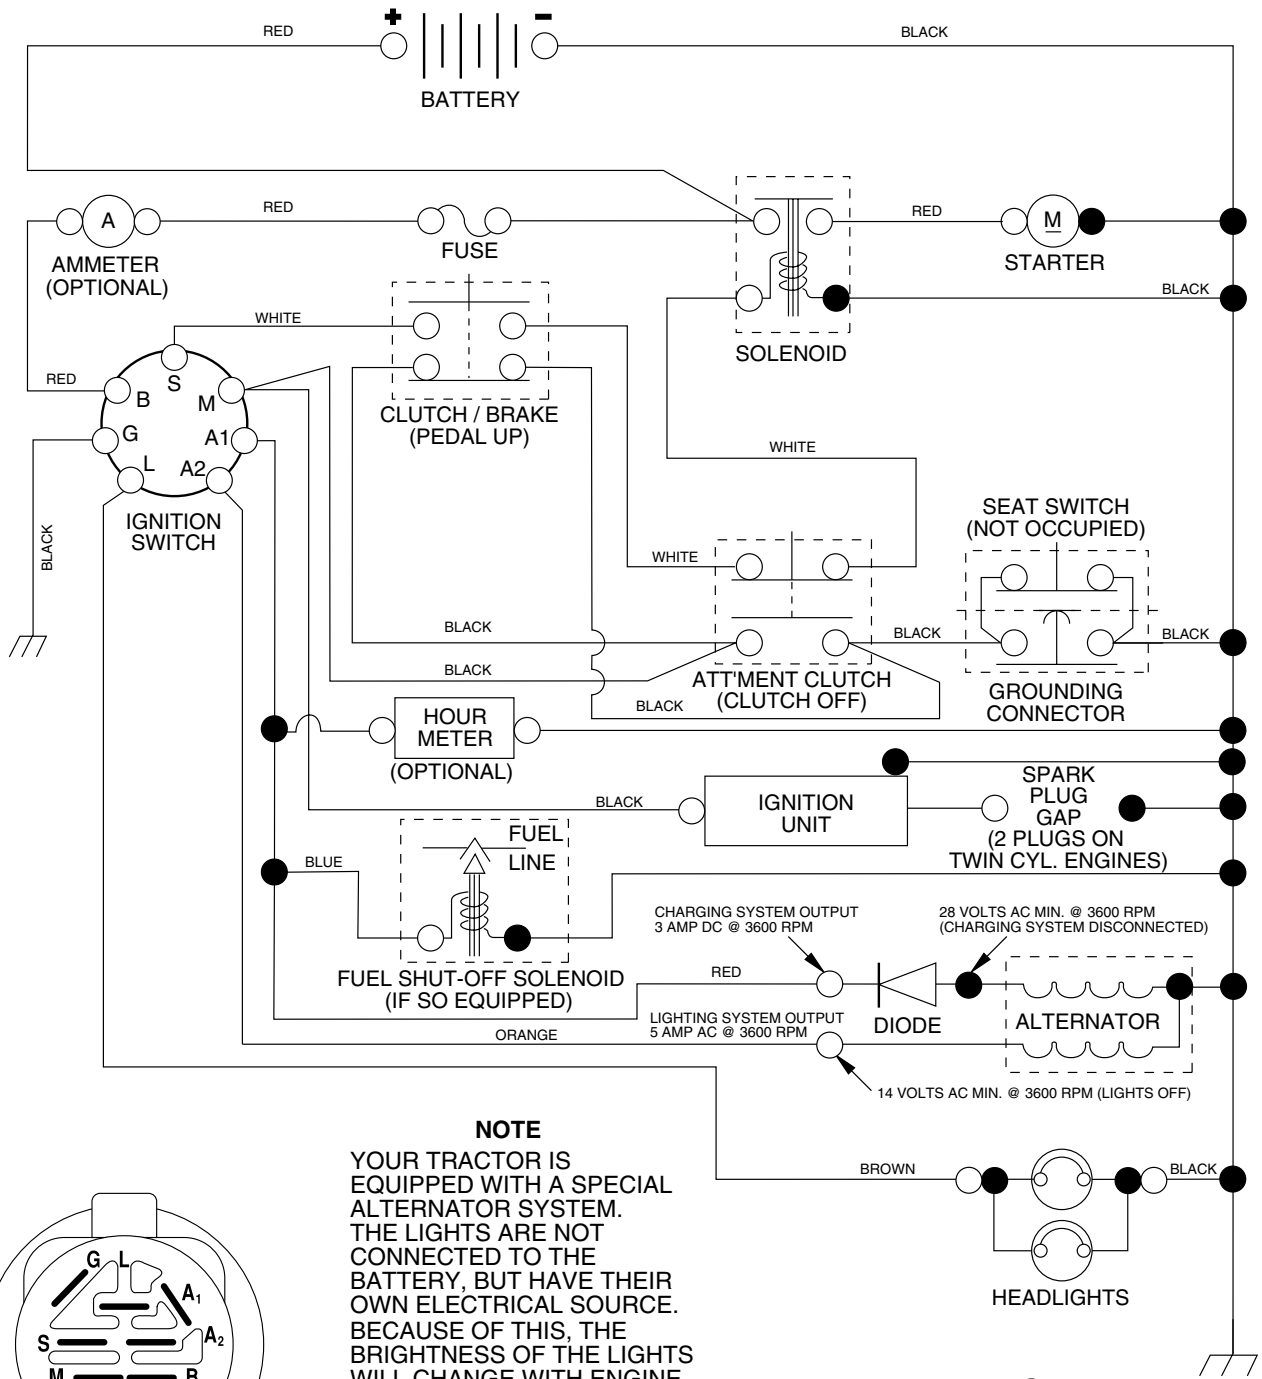 + −
RED
BLACK
BATTERY
A
RED
FUSE
RED
M
STARTER
AMMETER
(OPTIONAL)
BLACK
WHITE
SOLENOID
RED
S
B
M
CLUTCH / BRAKE
(PEDAL UP)
G
A1
L
A2
WHITE
IGNITION
SWITCH
BLACK
SEAT SWITCH
(NOT OCCUPIED)
WHITE
BLACK
BLACK
BLACK
BLACK
ATT'MENT CLUTCH
(CLUTCH OFF)
BLACK
GROUNDING
CONNECTOR
HOUR
METER
(OPTIONAL)
BLACK
IGNITION
UNIT
SPARK
PLUG
GAP
(2 PLUGS ON
TWIN CYL. ENGINES)
BLUE
FUEL
LINE
FUEL SHUT-OFF SOLENOID
(IF SO EQUIPPED)
CHARGING SYSTEM OUTPUT
3 AMP DC @ 3600 RPM
28 VOLTS AC MIN. @ 3600 RPM
(CHARGING SYSTEM DISCONNECTED)
RED
DIODE
ALTERNATOR
LIGHTING SYSTEM OUTPUT
5 AMP AC @ 3600 RPM
ORANGE
14 VOLTS AC MIN. @ 3600 RPM (LIGHTS OFF)
NOTE
YOUR TRACTOR IS
EQUIPPED WITH A SPECIAL
ALTERNATOR SYSTEM.
THE LIGHTS ARE NOT
CONNECTED TO THE
BATTERY, BUT HAVE THEIR
OWN ELECTRICAL SOURCE.
BECAUSE OF THIS, THE
BRIGHTNESS OF THE LIGHTS
WILL CHANGE WITH ENGINE
BROWN
BLACK
HEADLIGHTS
G L
A1
A2
S
M
B